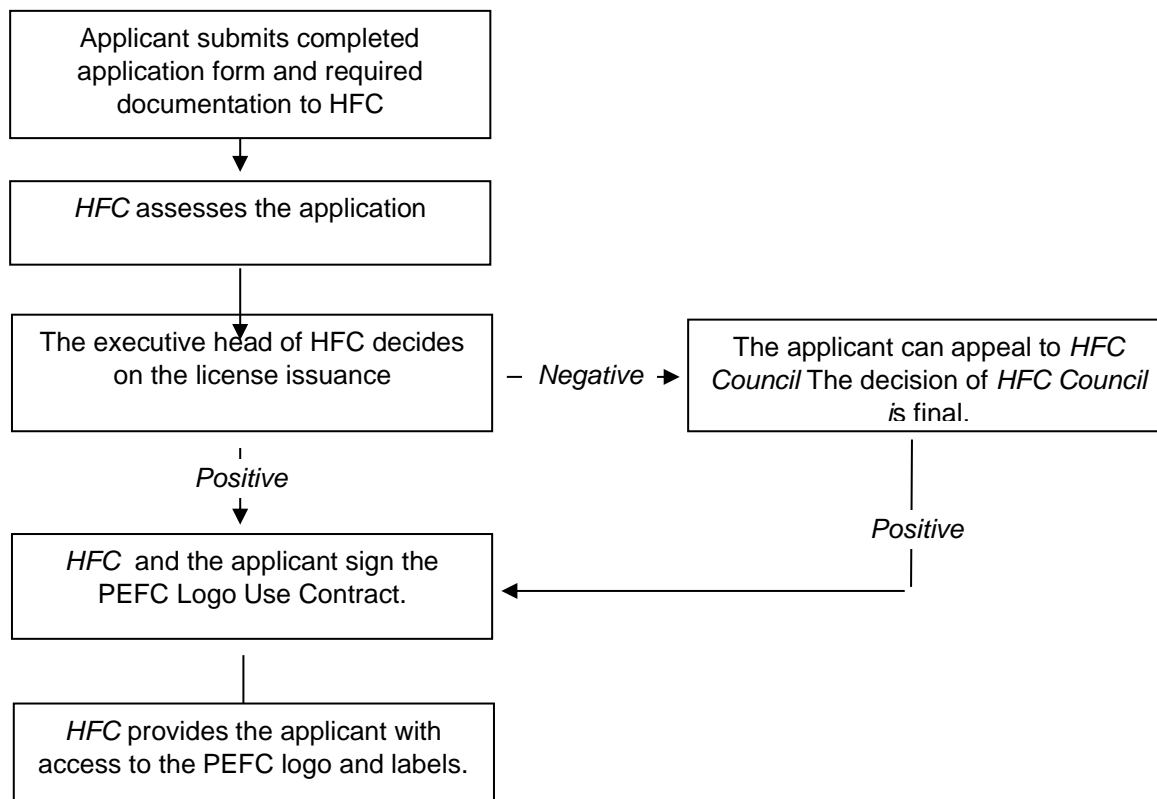 Applicant submits completed
application form and required
documentation to HFC
HFC assesses the application
The executive head of HFC decides
on the license issuance
Negative
The applicant can appeal to HFC
Council The decision of HFC Council
is final.
Positive
Positive
HFC and the applicant sign the
PEFC Logo Use Contract.
HFC provides the applicant with
access to the PEFC logo and labels.